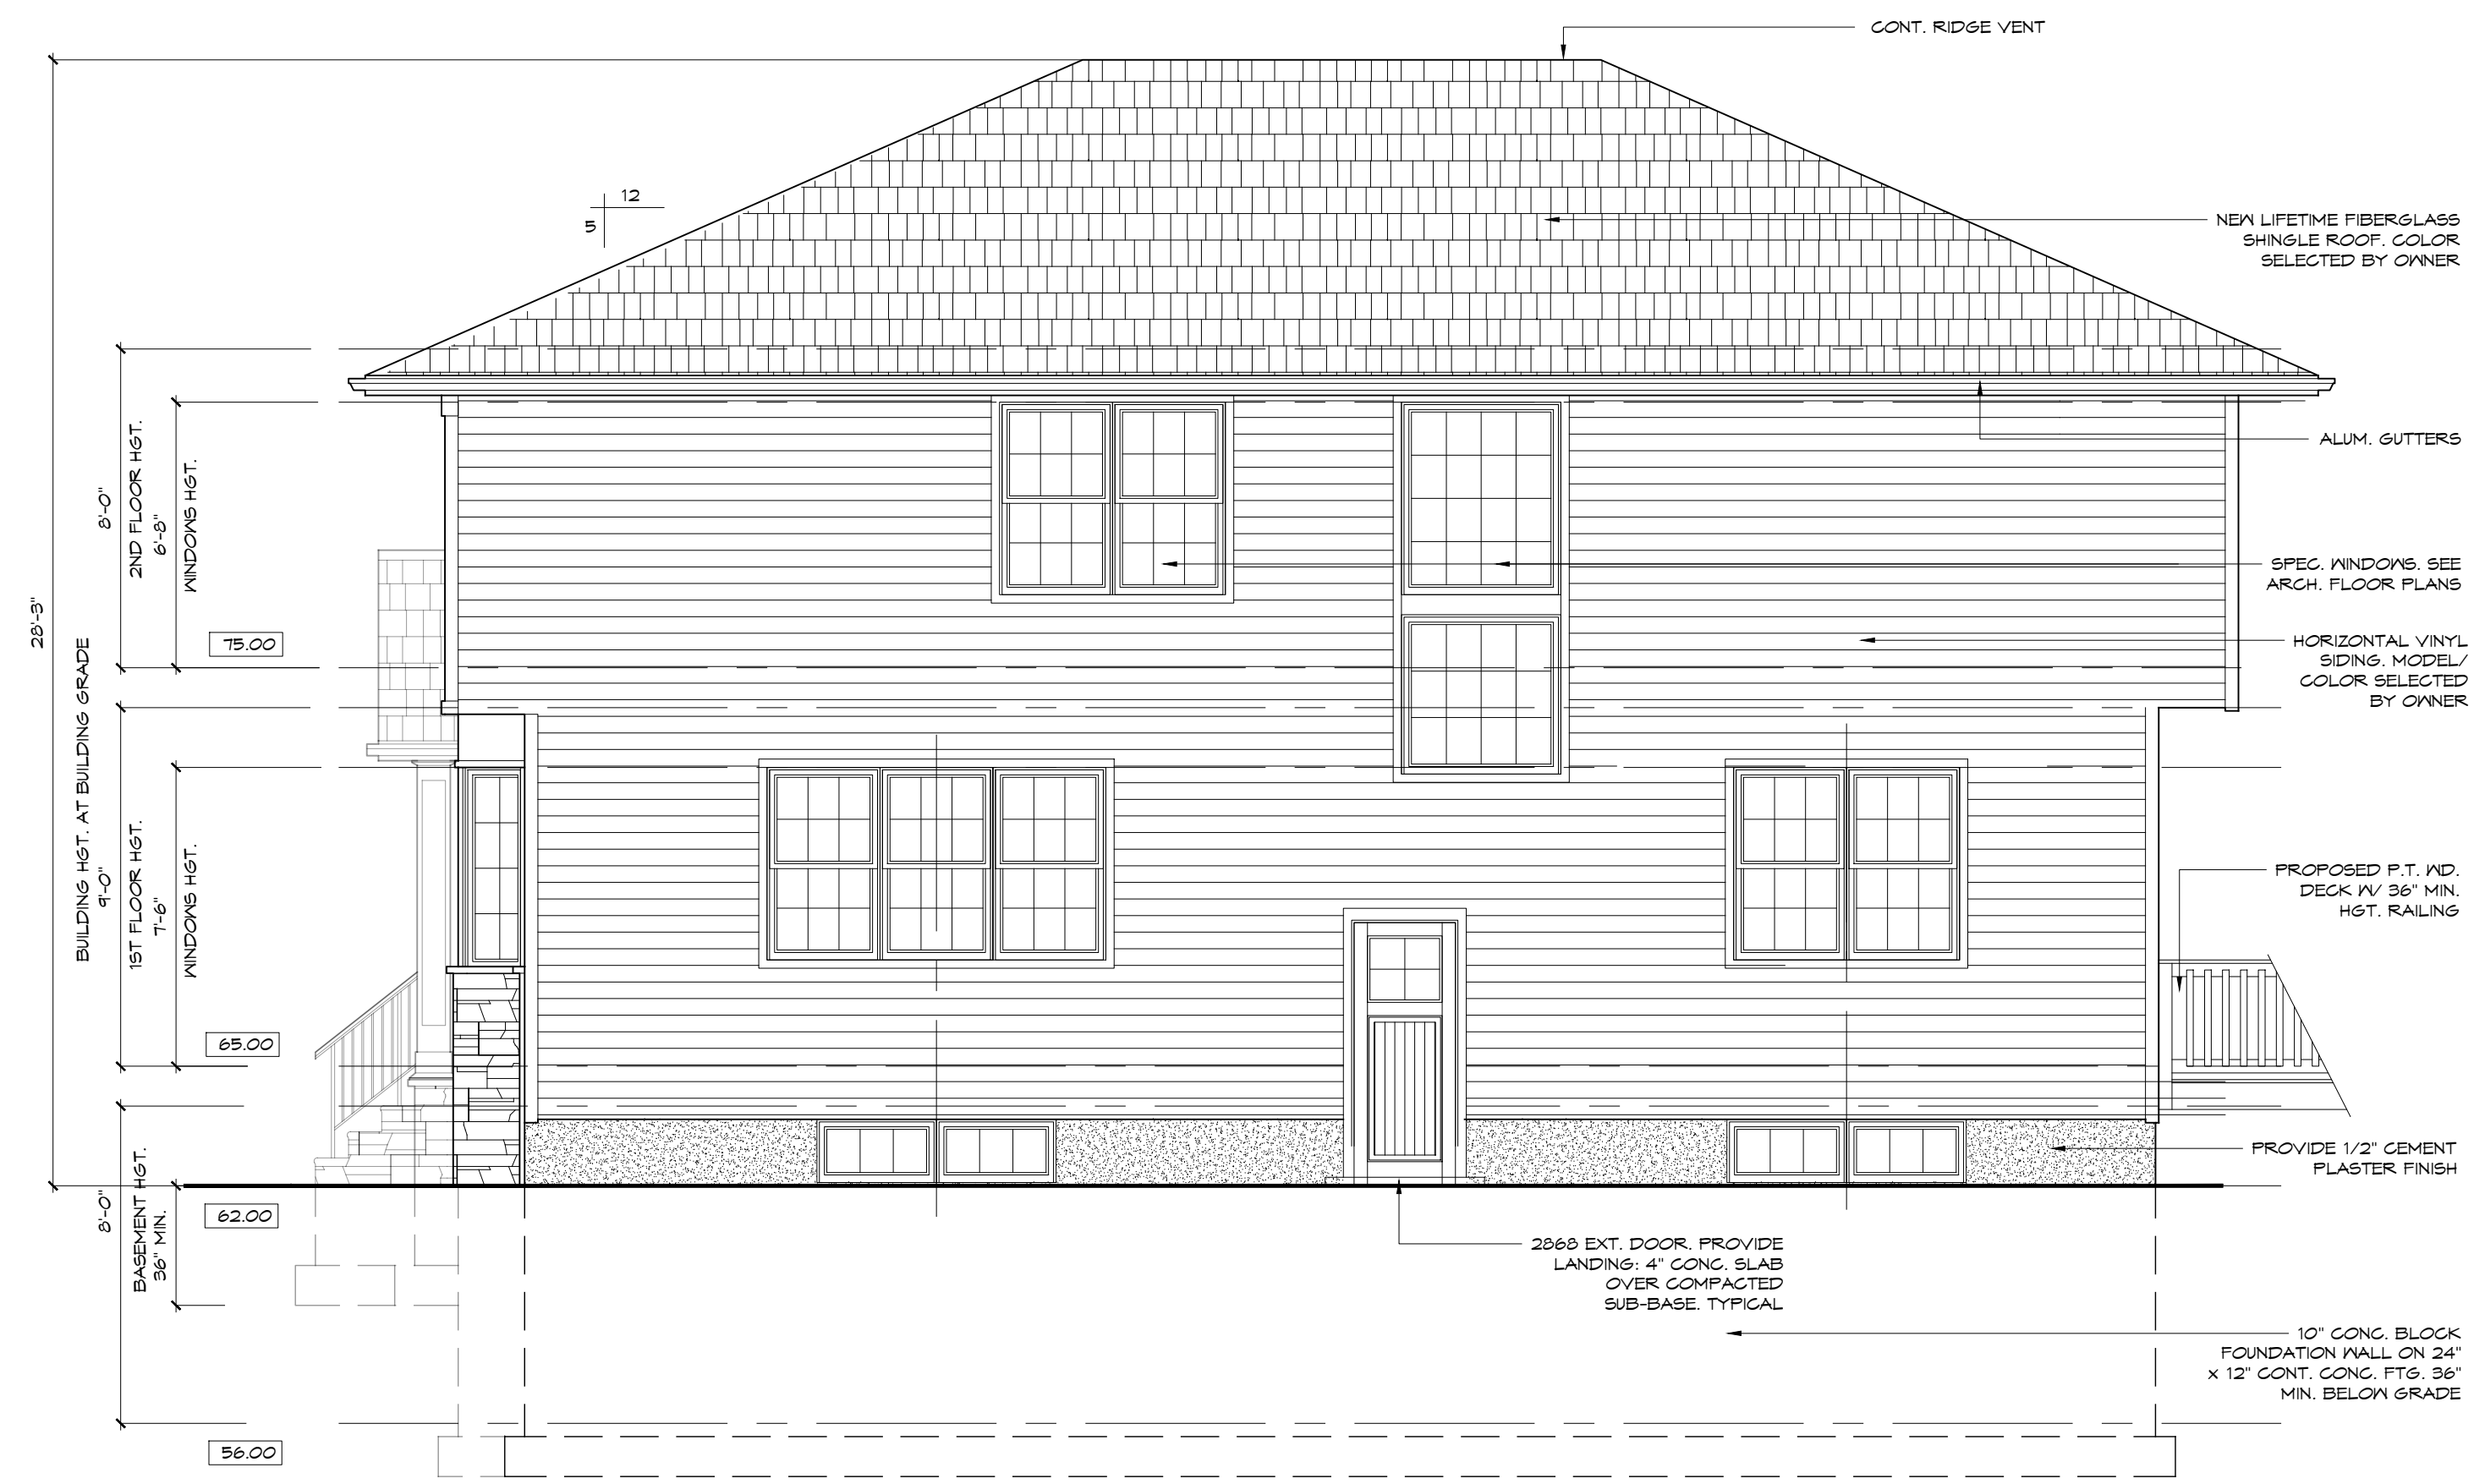 CONT. RIDGE VENT
12
5
NEW LIFETIME FIBERGLASS
SHINGLE ROOF. COLOR
SELECTED BY OWNER
ALUM. GUTTERS
SPEC. WINDOWS. SEE
ARCH. FLOOR PLANS
HORIZONTAL VINYL
SIDING. MODEL/
COLOR SELECTED
BY OWNER
PROPOSED P.T. WD.
DECK W/ 36" MIN.
HGT. RAILING
PROVIDE 1/2" CEMENT
PLASTER FINISH
2868 EXT. DOOR. PROVIDE
LANDING: 4" CONC. SLAB
OVER COMPACTED
SUB-BASE. TYPICAL
10" CONC. BLOCK
FOUNDATION WALL ON 24"
x 12" CONT. CONC. FTG. 36"
MIN. BELOW GRADE
28'-3"
BUILDING HGT. AT BUILDING GRADE
8'-0"
2ND FLOOR HGT.
6'-8"
WINDOWS HGT.
75.00
9'-0"
1ST FLOOR HGT.
7'-6"
WINDOWS HGT.
65.00
8'-0"
BASEMENT HGT.
36" MIN.
62.00
56.00